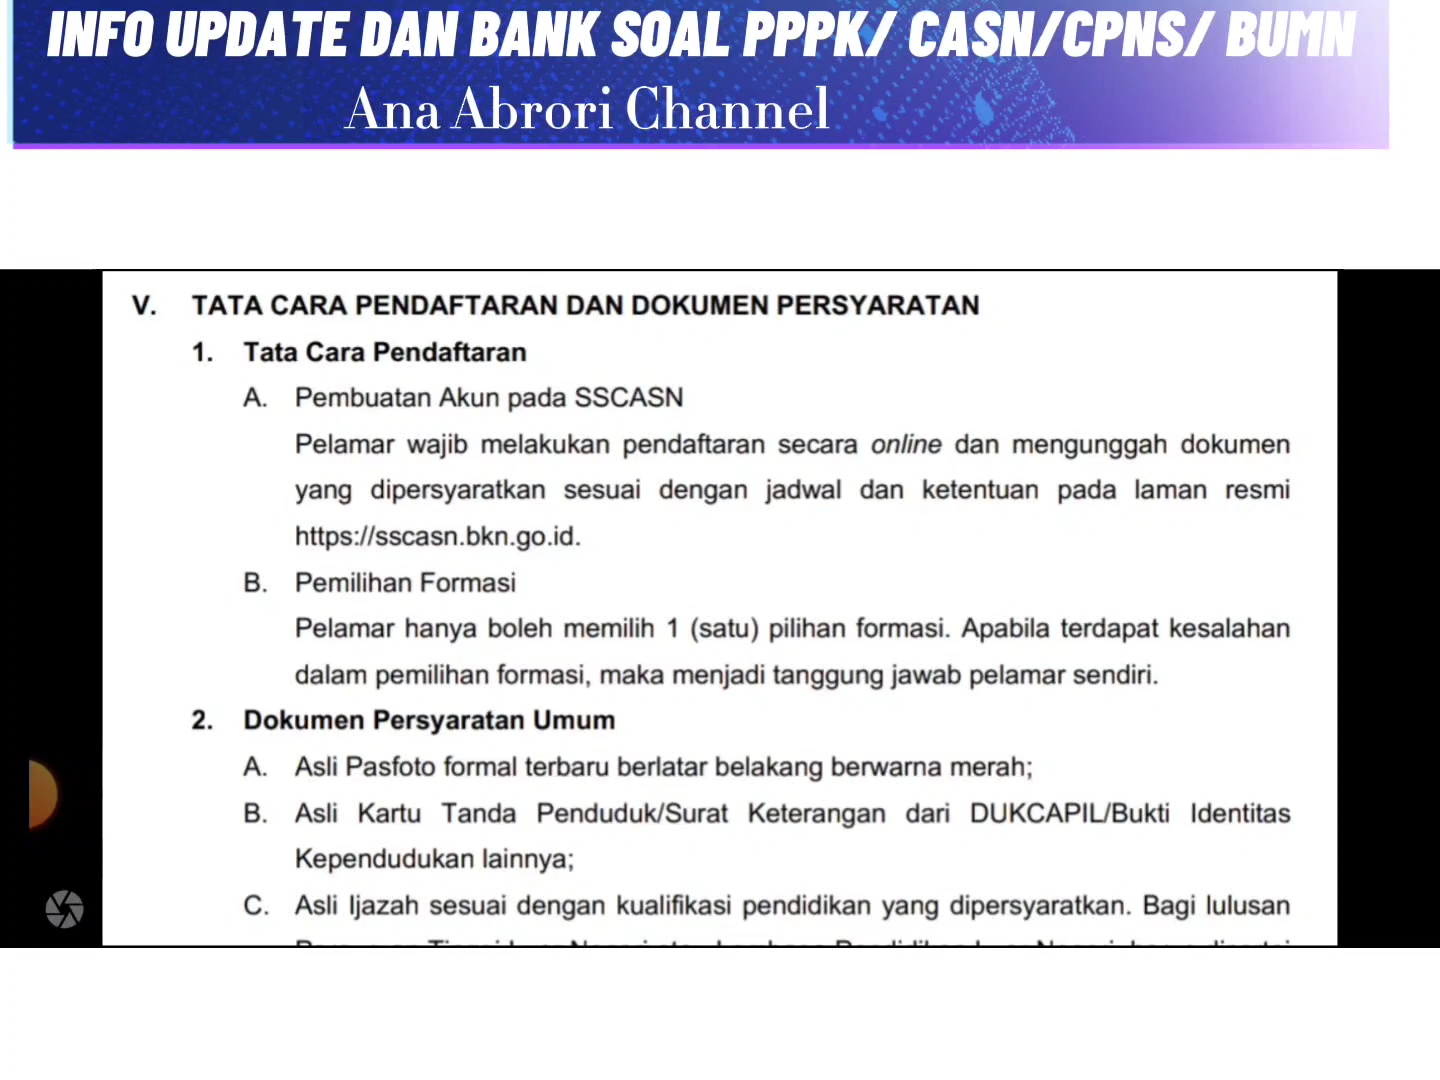 INFO UPDATE DAN BANK SOAL PPPK/ CASN/CPNS/ BUMN
Ana Abrori Channel
V. TATA CARA PENDAFTARAN DAN DOKUMEN PERSYARATAN
1. Tata Cara Pendaftaran
A. Pembuatan Akun pada SSCASN
Pelamar wajib melakukan pendaftaran secara online dan mengunggah dokumen
yang dipersyaratkan sesuai dengan jadwal dan ketentuan pada laman resmi
https://sscasn.bkn.go.id.
B. Pemilihan Formasi
Pelamar hanya boleh memilih 1 (satu) pilihan formasi. Apabila terdapat kesalahan
dalam pemilihan formasi, maka menjadi tanggung jawab pelamar sendiri.
2. Dokumen Persyaratan Umum
A. Asli Pasfoto formal terbaru berlatar belakang berwarna merah;
B. Asli Kartu Tanda Penduduk/Surat Keterangan dari DUKCAPIL/Bukti Identitas
Kependudukan lainnya;
C. Asli Ijazah sesuai dengan kualifikasi pendidikan yang dipersyaratkan. Bagi lulusan